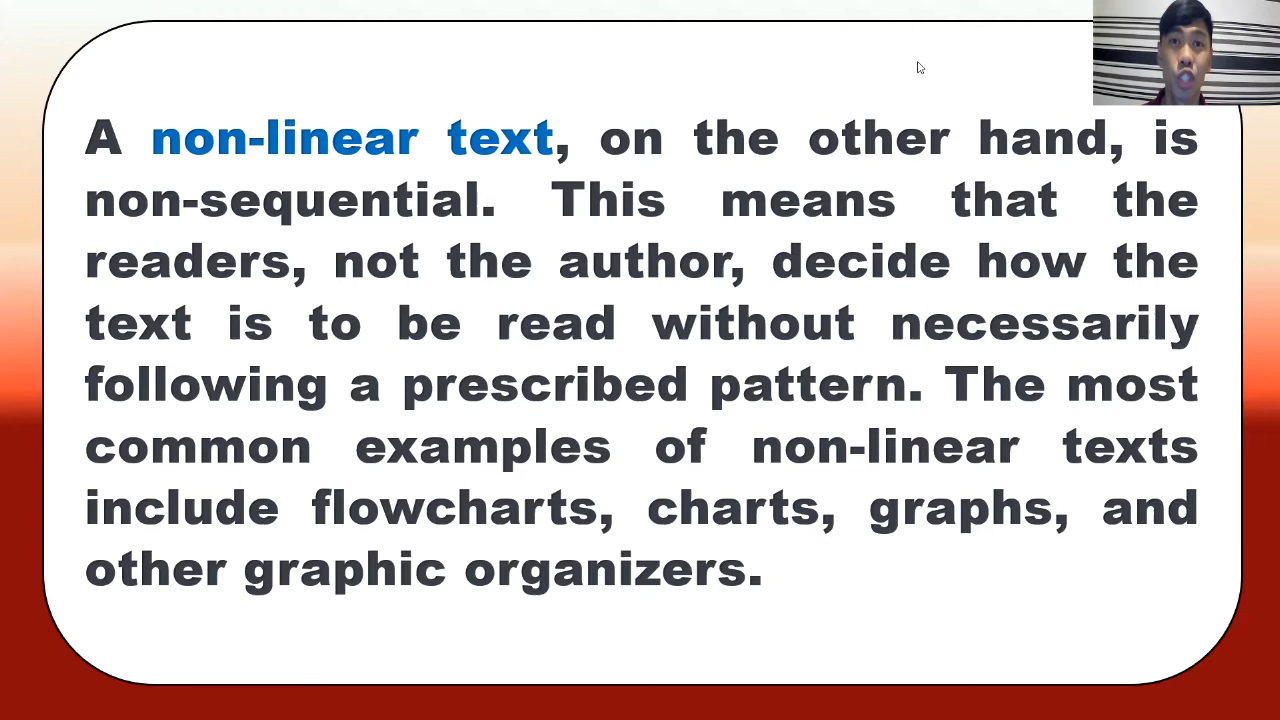 A non-linear text, on the other hand, is
non-sequential. This means that the
readers, not the author, decide how the
text is to be read without necessarily
following a prescribed pattern. The most
common examples of non-linear texts
include flowcharts, charts, graphs, and
other graphic organizers.